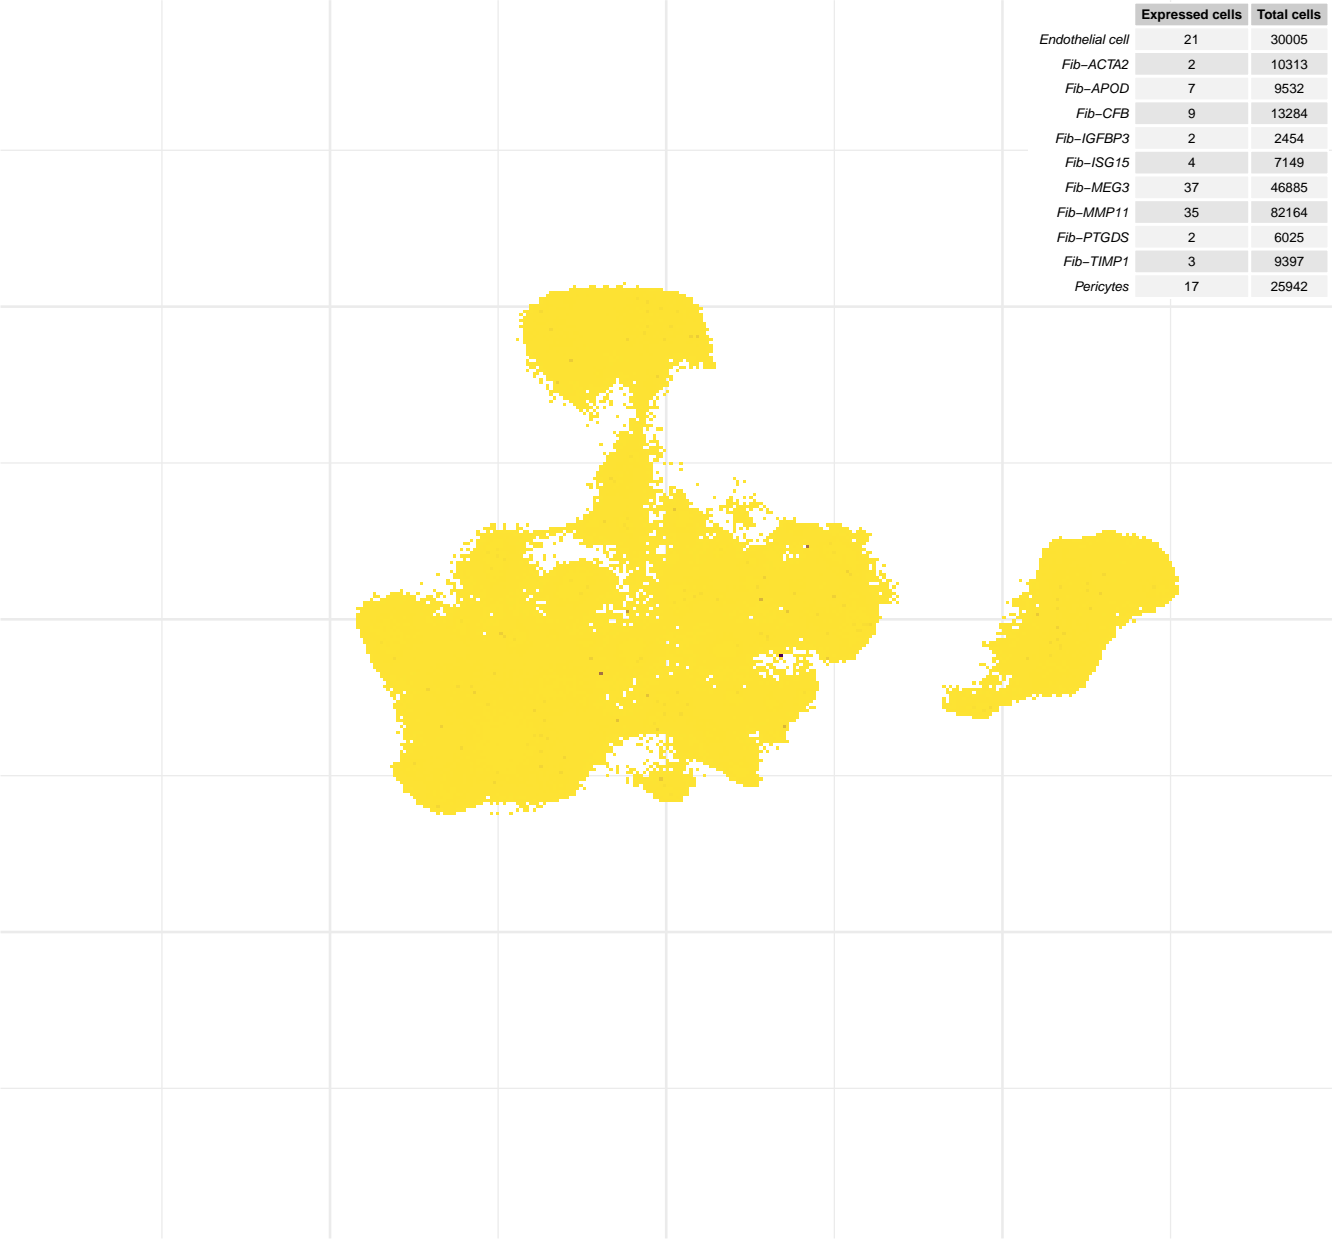 Expressed cells Total cells
Endothelial cell 21 30005
Fib−ACTA2 2 10313
Fib−APOD 7 9532
Fib−CFB 9 13284
Fib−IGFBP3 2 2454
Fib−ISG15 4 7149
Fib−MEG3 37 46885
Fib−MMP11 35 82164
Fib−PTGDS 2 6025
Fib−TIMP1 3 9397
Pericytes 17 25942